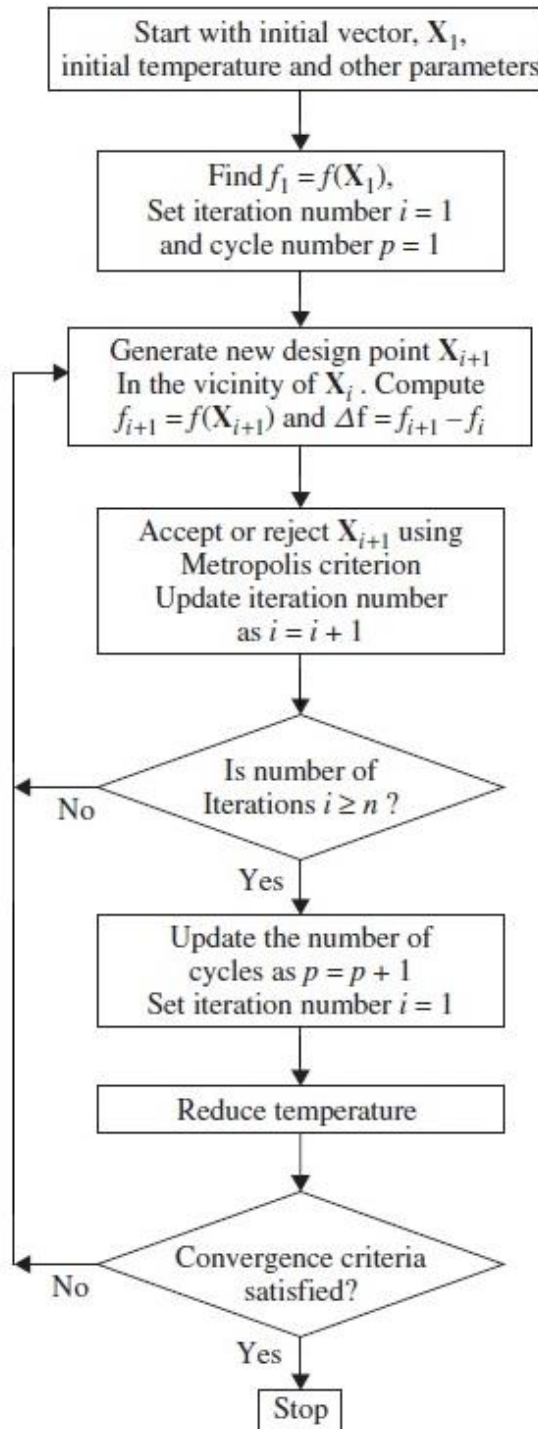 Start with initial vector, X₁,
initial temperature and other parameters
Find f₁ = f(X₁),
Set iteration number i = 1
and cycle number p = 1
Generate new design point Xᵢ₊₁
In the vicinity of Xᵢ . Compute
fᵢ₊₁ = f(Xᵢ₊₁) and Δf = fᵢ₊₁ – fᵢ
Accept or reject Xᵢ₊₁ using
Metropolis criterion
Update iteration number
as i = i + 1
Is number of
Iterations i ≥ n ?
No
Yes
Update the number of
cycles as p = p + 1
Set iteration number i = 1
Reduce temperature
Convergence criteria
satisfied?
No
Yes
Stop